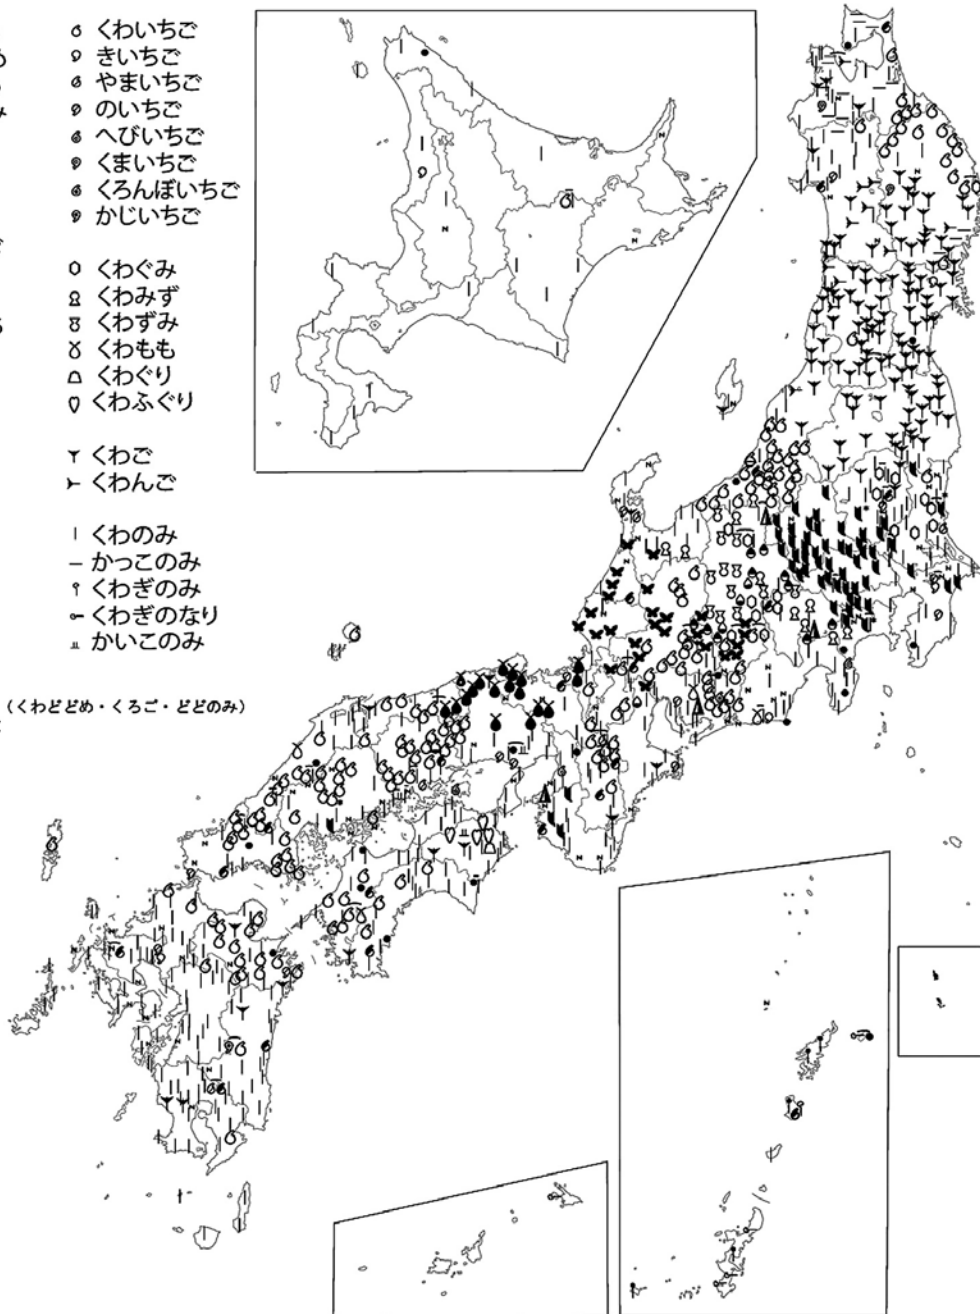 くわいちご
きいちご
やまいちご
のいちご
へびいちご
くまいちご
くろんぼいちご
かじいちご
くわぐみ
くわみず
くわずみ
くわもも
くわぐり
くわふぐり
くわご
くわんご
くわのみ
かっこのみ
くわぎのみ
くわぎのなり
かいこのみ
(くわどどめ・くろご・どどのみ)